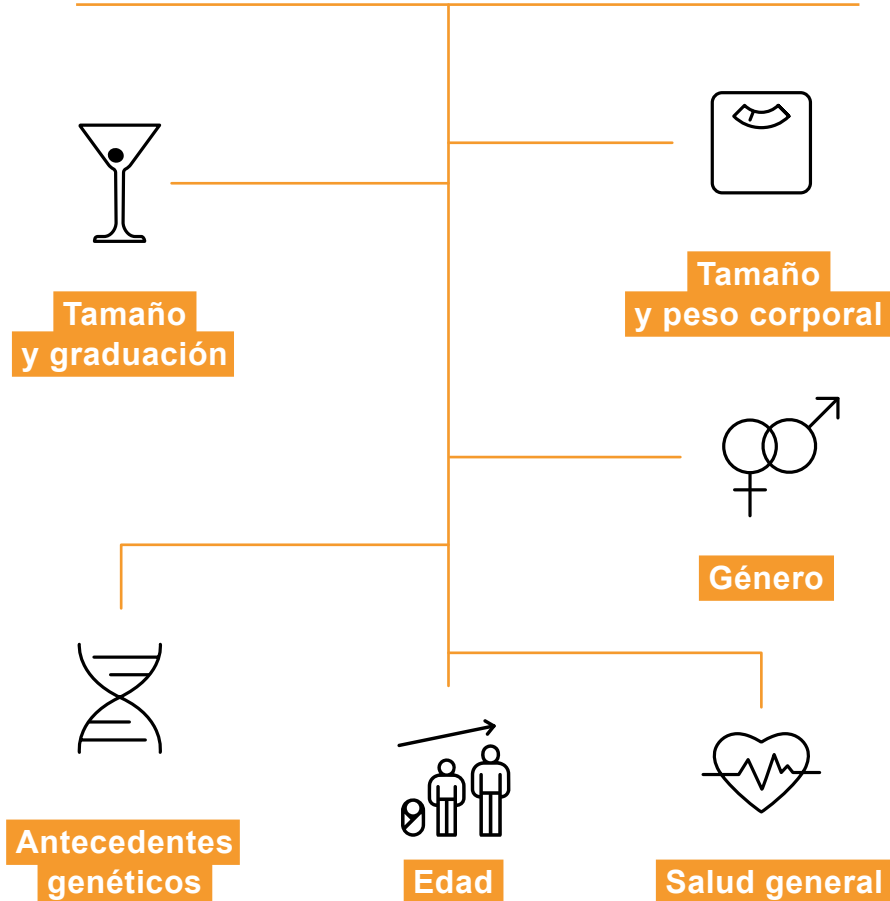 Tamaño
y graduación
Tamaño
y peso corporal
Género
Antecedentes
genéticos
Edad
Salud general